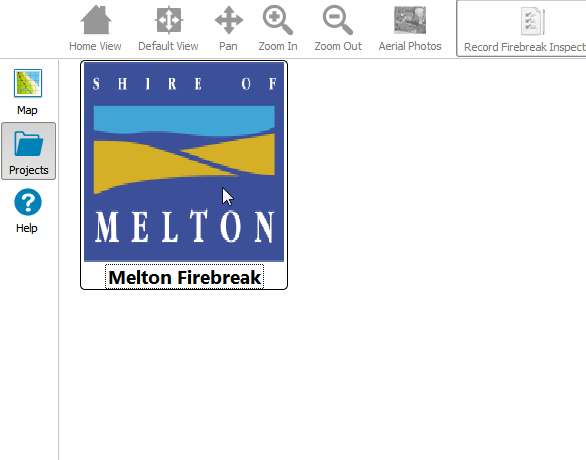 Home View
Default View
Pan
Zoom In
Zoom Out
Aerial Photos
Record Firebreak Inspect
Map
Projects
Help
SHIRE OF
MELTON
Melton Firebreak